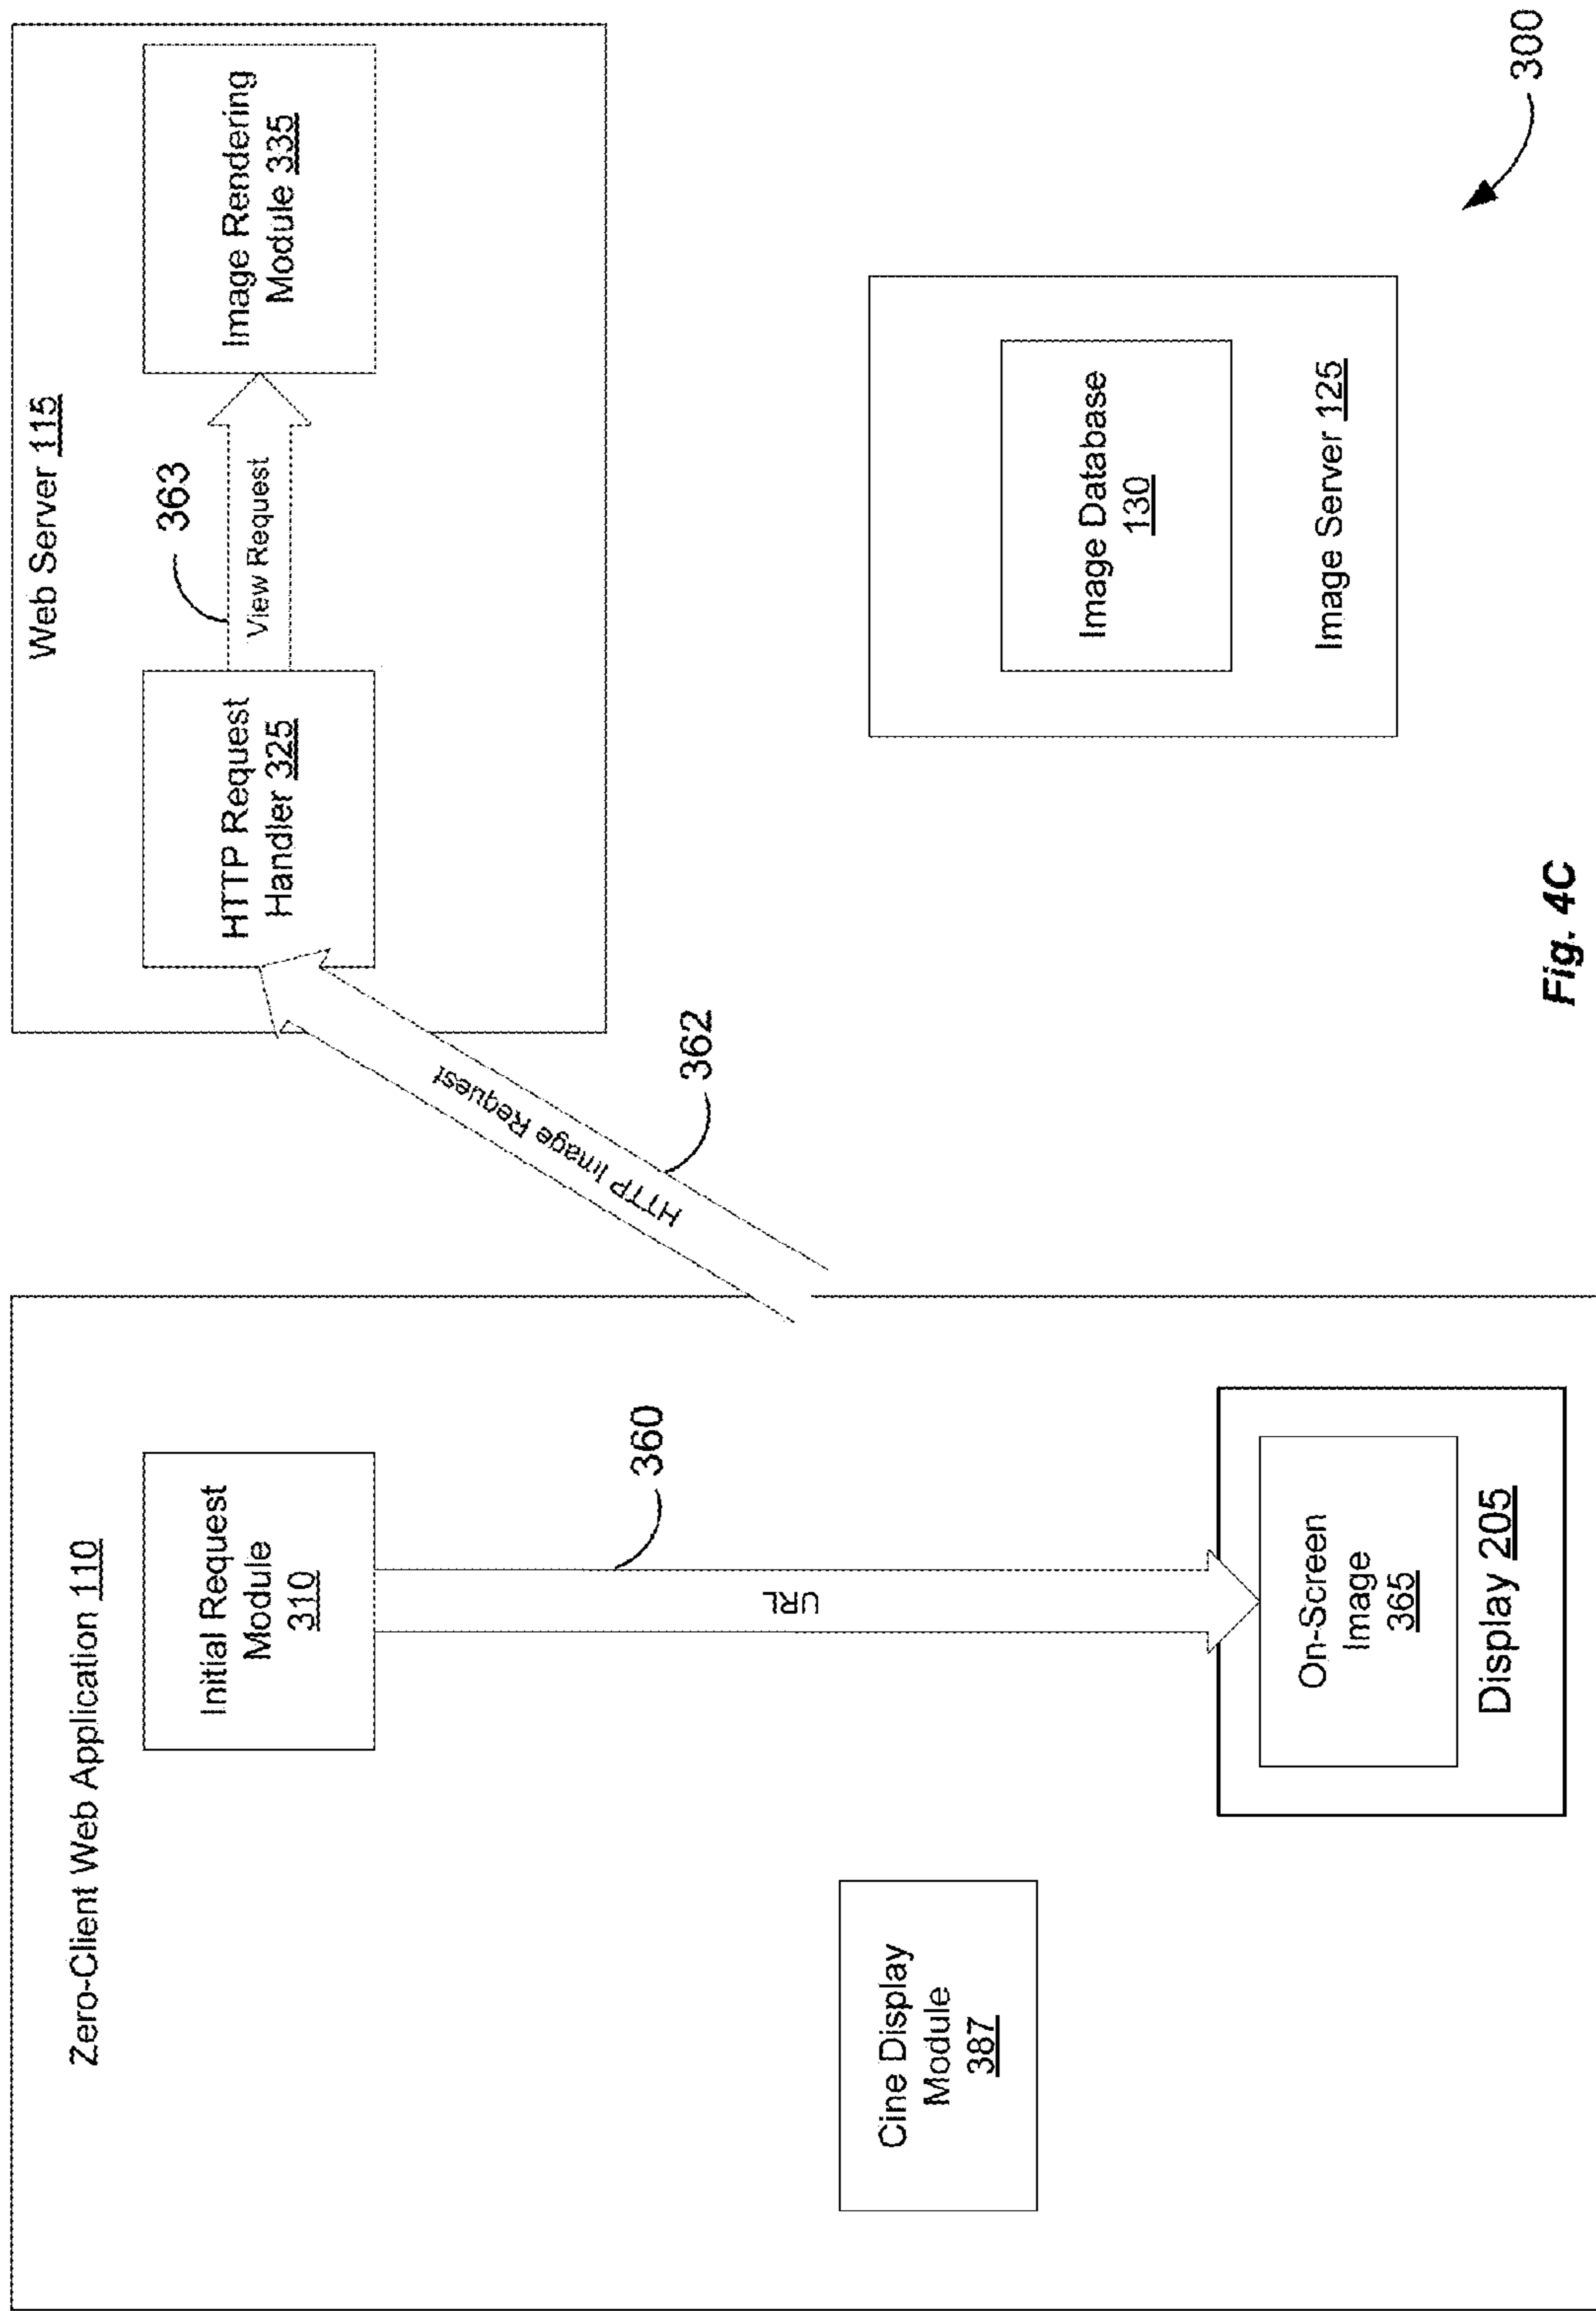 Zero-Client Web Application 110
Initial Request
Module
310
URL
360
On-Screen
Image
365
Display 205
Cine Display
Module
387
HTTP Image Request
362
Web Server 115
HTTP Request
Handler 325
363
View Request
Image Rendering
Module 335
Image Database
130
Image Server 125
300
Fig. 4C